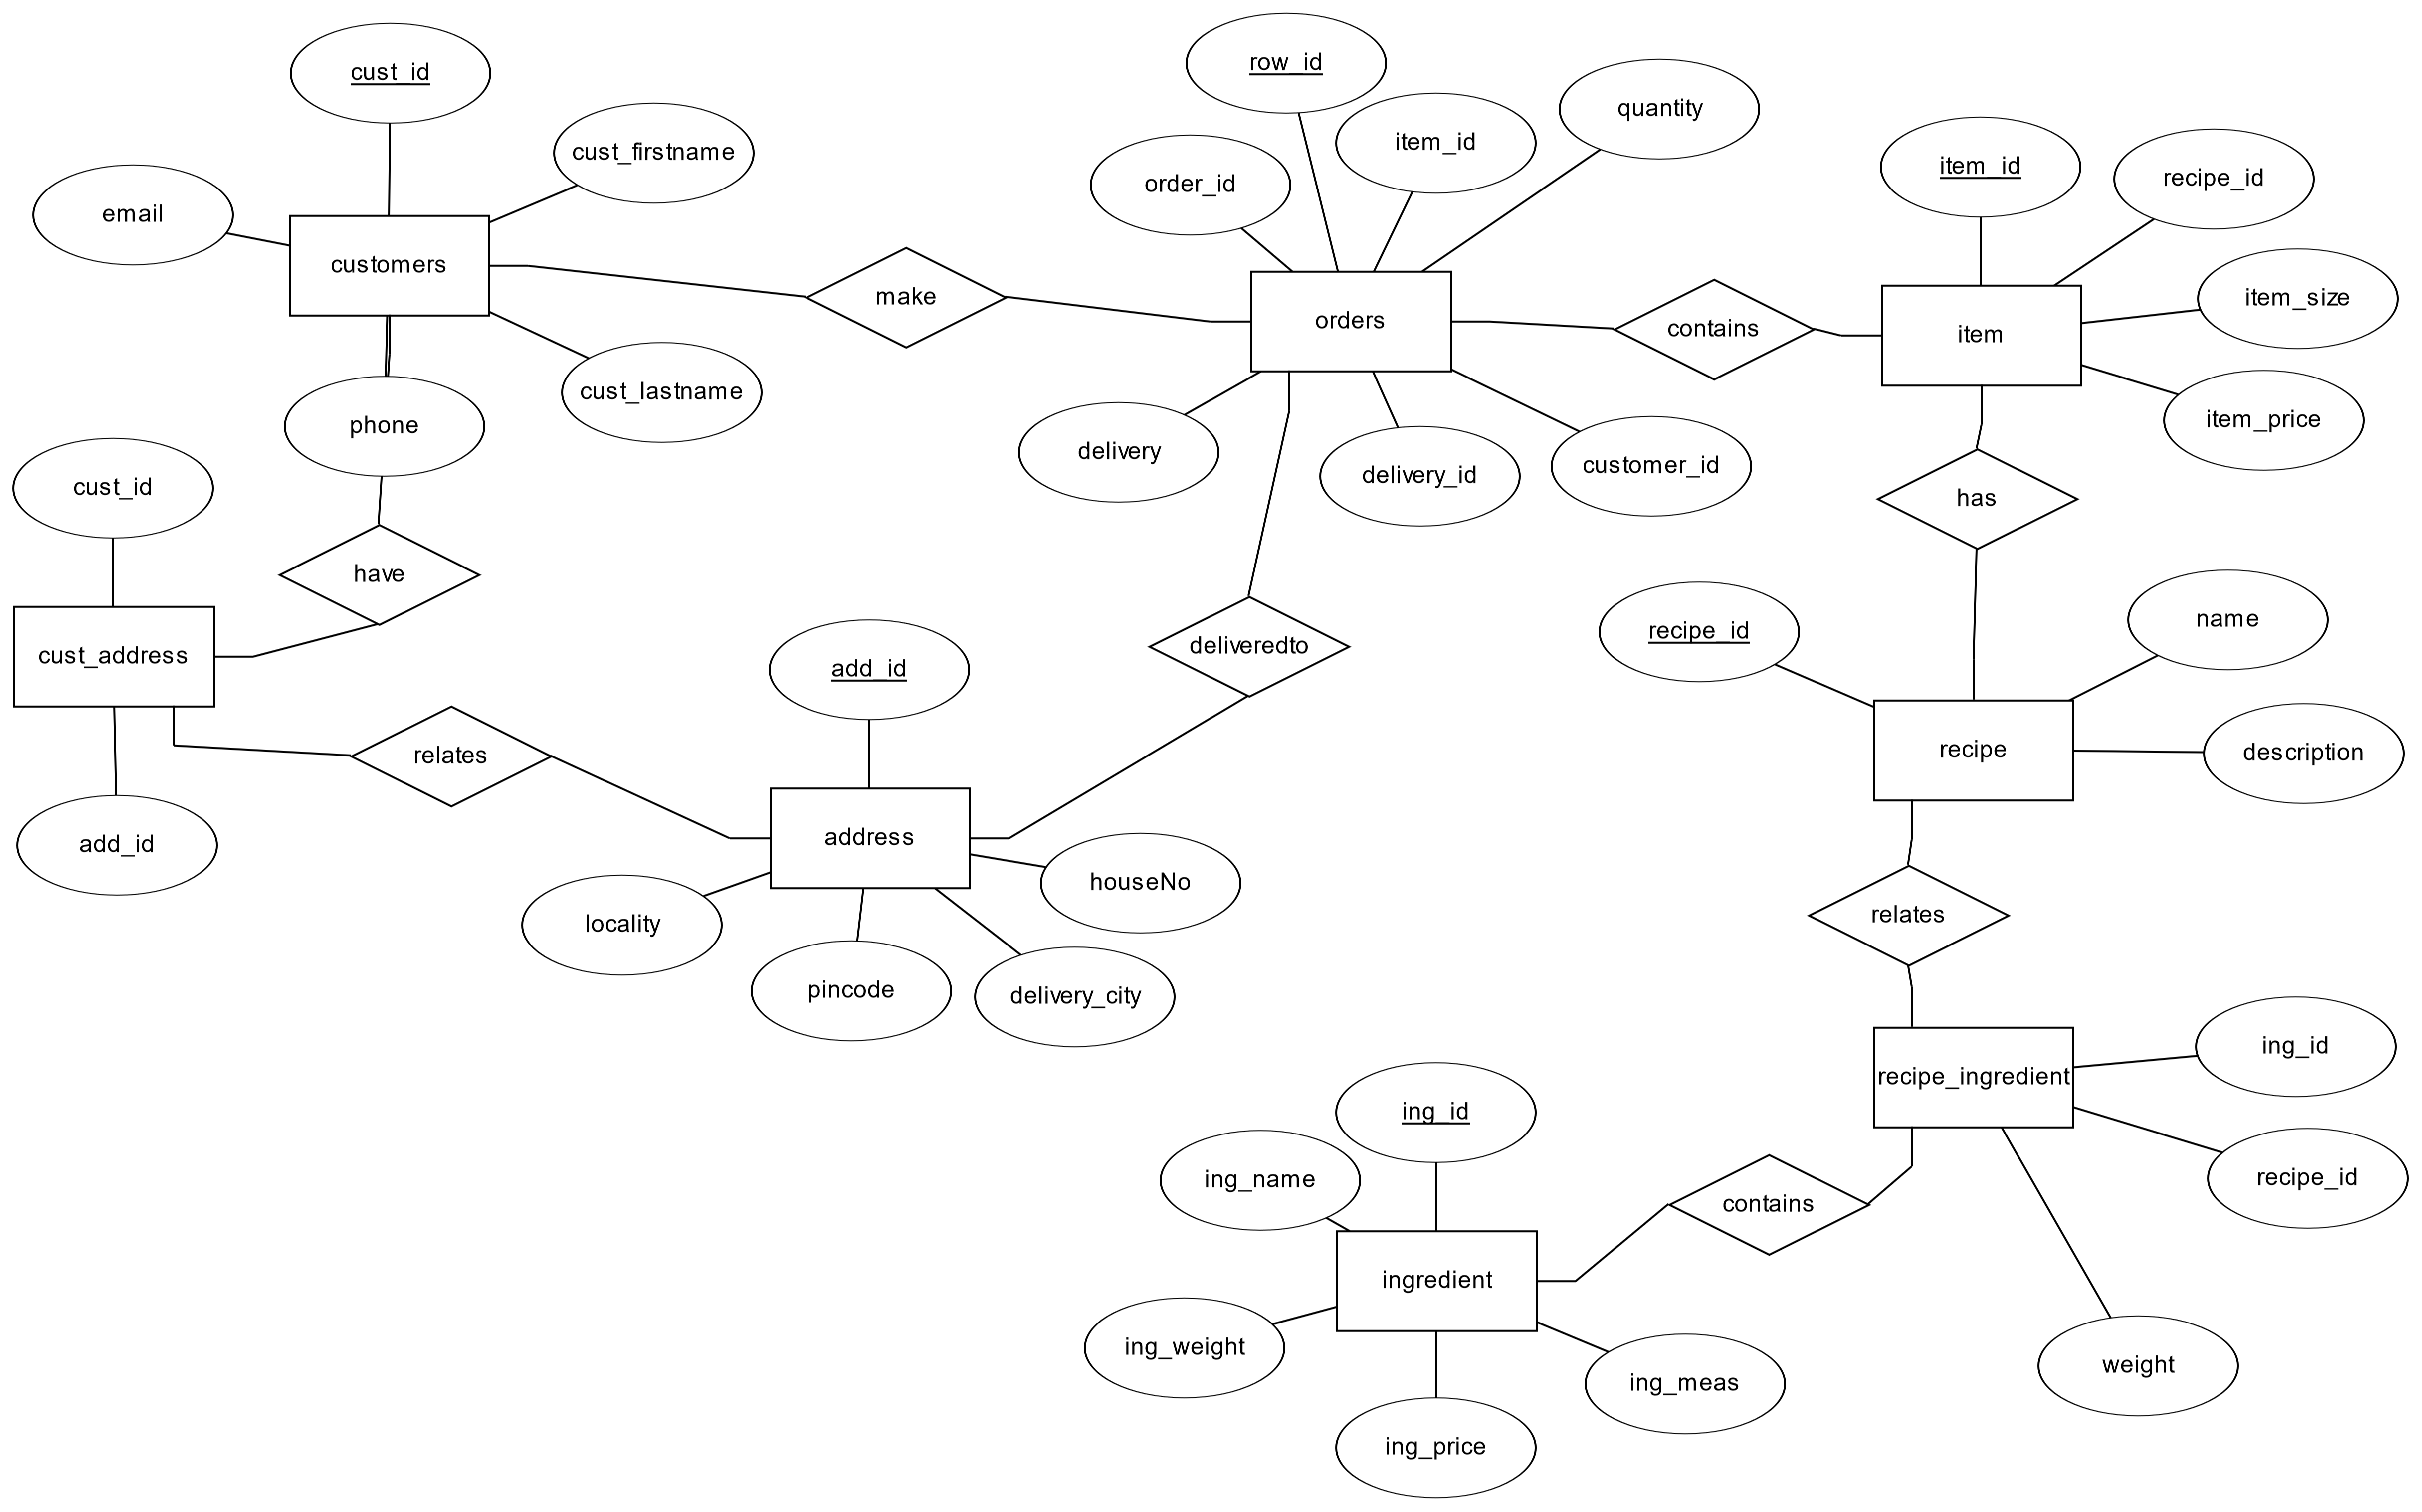 cust_id
cust_firstname
email
customers
cust_lastname
phone
make
row_id
order_id
item_id
quantity
orders
delivery
delivery_id
customer_id
contains
item_id
recipe_id
item_size
item
item_price
has
cust_id
have
cust_address
add_id
relates
add_id
deliveredto
address
houseNo
locality
pincode
delivery_city
recipe_id
name
recipe
description
relates
ing_id
recipe_ingredient
recipe_id
weight
contains
ing_id
ing_name
ingredient
ing_weight
ing_meas
ing_price